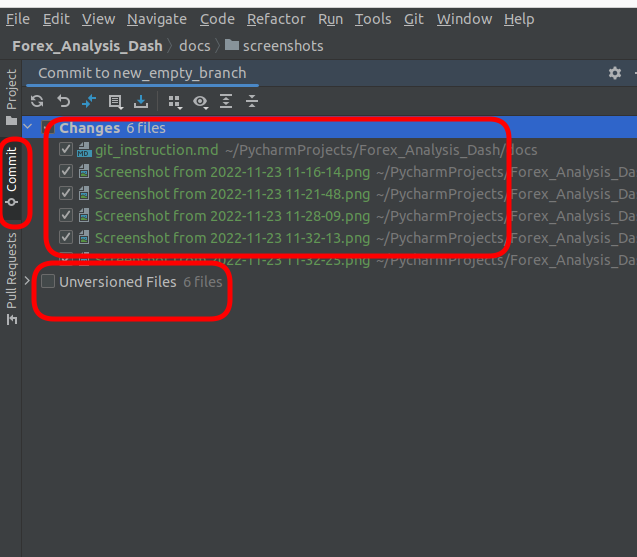 File Edit View Navigate Code Refactor Run Tools Git Window Help
Forex_Analysis_Dash docs screenshots
Project
Commit
Pull Requests
Commit to new_empty_branch
Changes 6 files
git_instruction.md ~/PycharmProjects/Forex_Analysis_Dash/docs
Screenshot from 2022-11-23 11-16-14.png ~/PycharmProjects/Forex_Analysis_Da
Screenshot from 2022-11-23 11-21-48.png ~/PycharmProjects/Forex_Analysis_Da
Screenshot from 2022-11-23 11-28-09.png ~/PycharmProjects/Forex_Analysis_Da
Screenshot from 2022-11-23 11-32-13.png ~/PycharmProjects/Forex_Analysis_Da
Screenshot from 2022-11-23 11-32-25.png ~/PycharmProjects/Forex_Analysis_Da
Unversioned Files 6 files